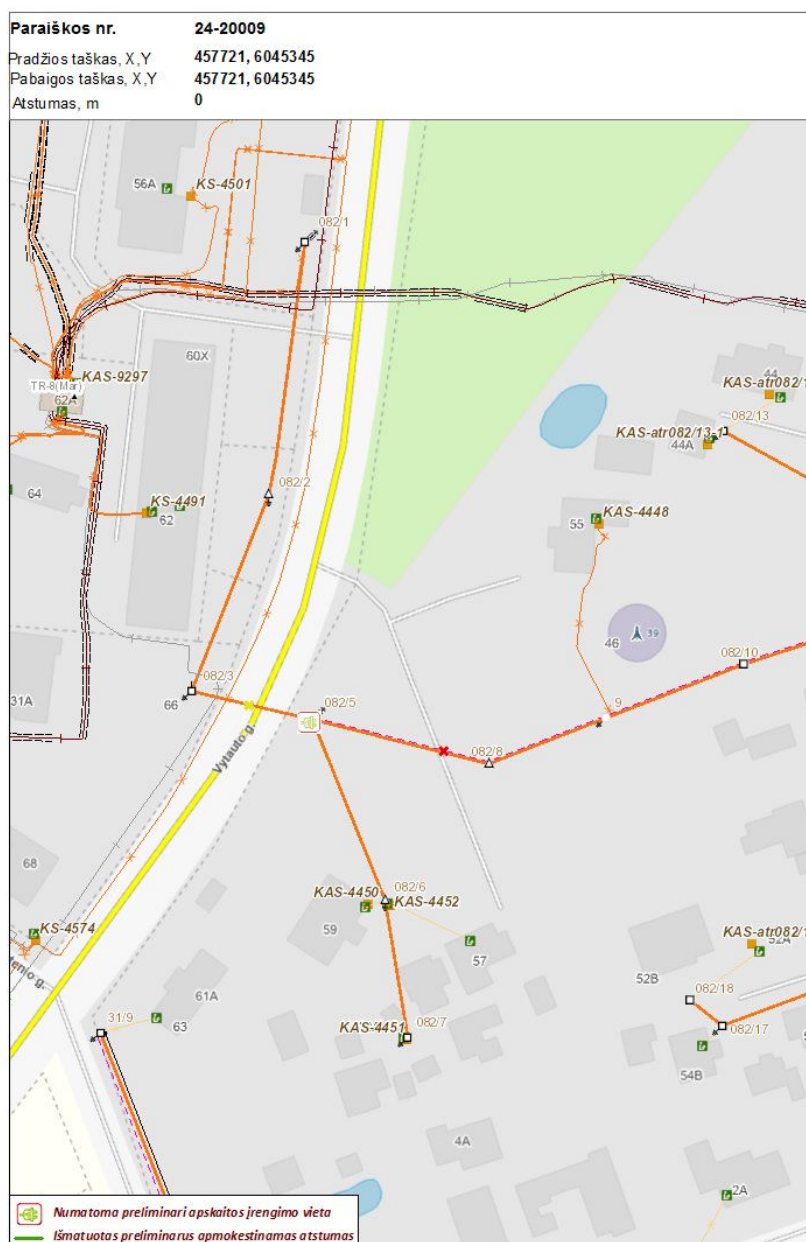 Paraiškos nr. 24-20009
Pradžios taškas, X,Y 457721, 6045345
Pabaigos taškas, X,Y 457721, 6045345
Atstumas, m 0
56A
KS-4501
082/1
60X
KAS-9297
TR-8(Mar)
62A
44
KAS-atr082/1
082/13
KAS-atr082/13-1
44A
64
082/2
KS-4491
62
KAS-4448
55
39
46
082/10
082/3
31A
66
082/5
9
Vytauto g.
082/8
68
KAS-4450
082/6
KAS-4452
KS-4574
59
57
KAS-atr082/1
52A
tenio g.
52B
61A
082/18
31/9
63
KAS-4451
082/7
082/17
54B
4A
2A
Numatoma preliminari apskaitos įrengimo vieta
Išmatuotas preliminarus apmokestinamas atstumas